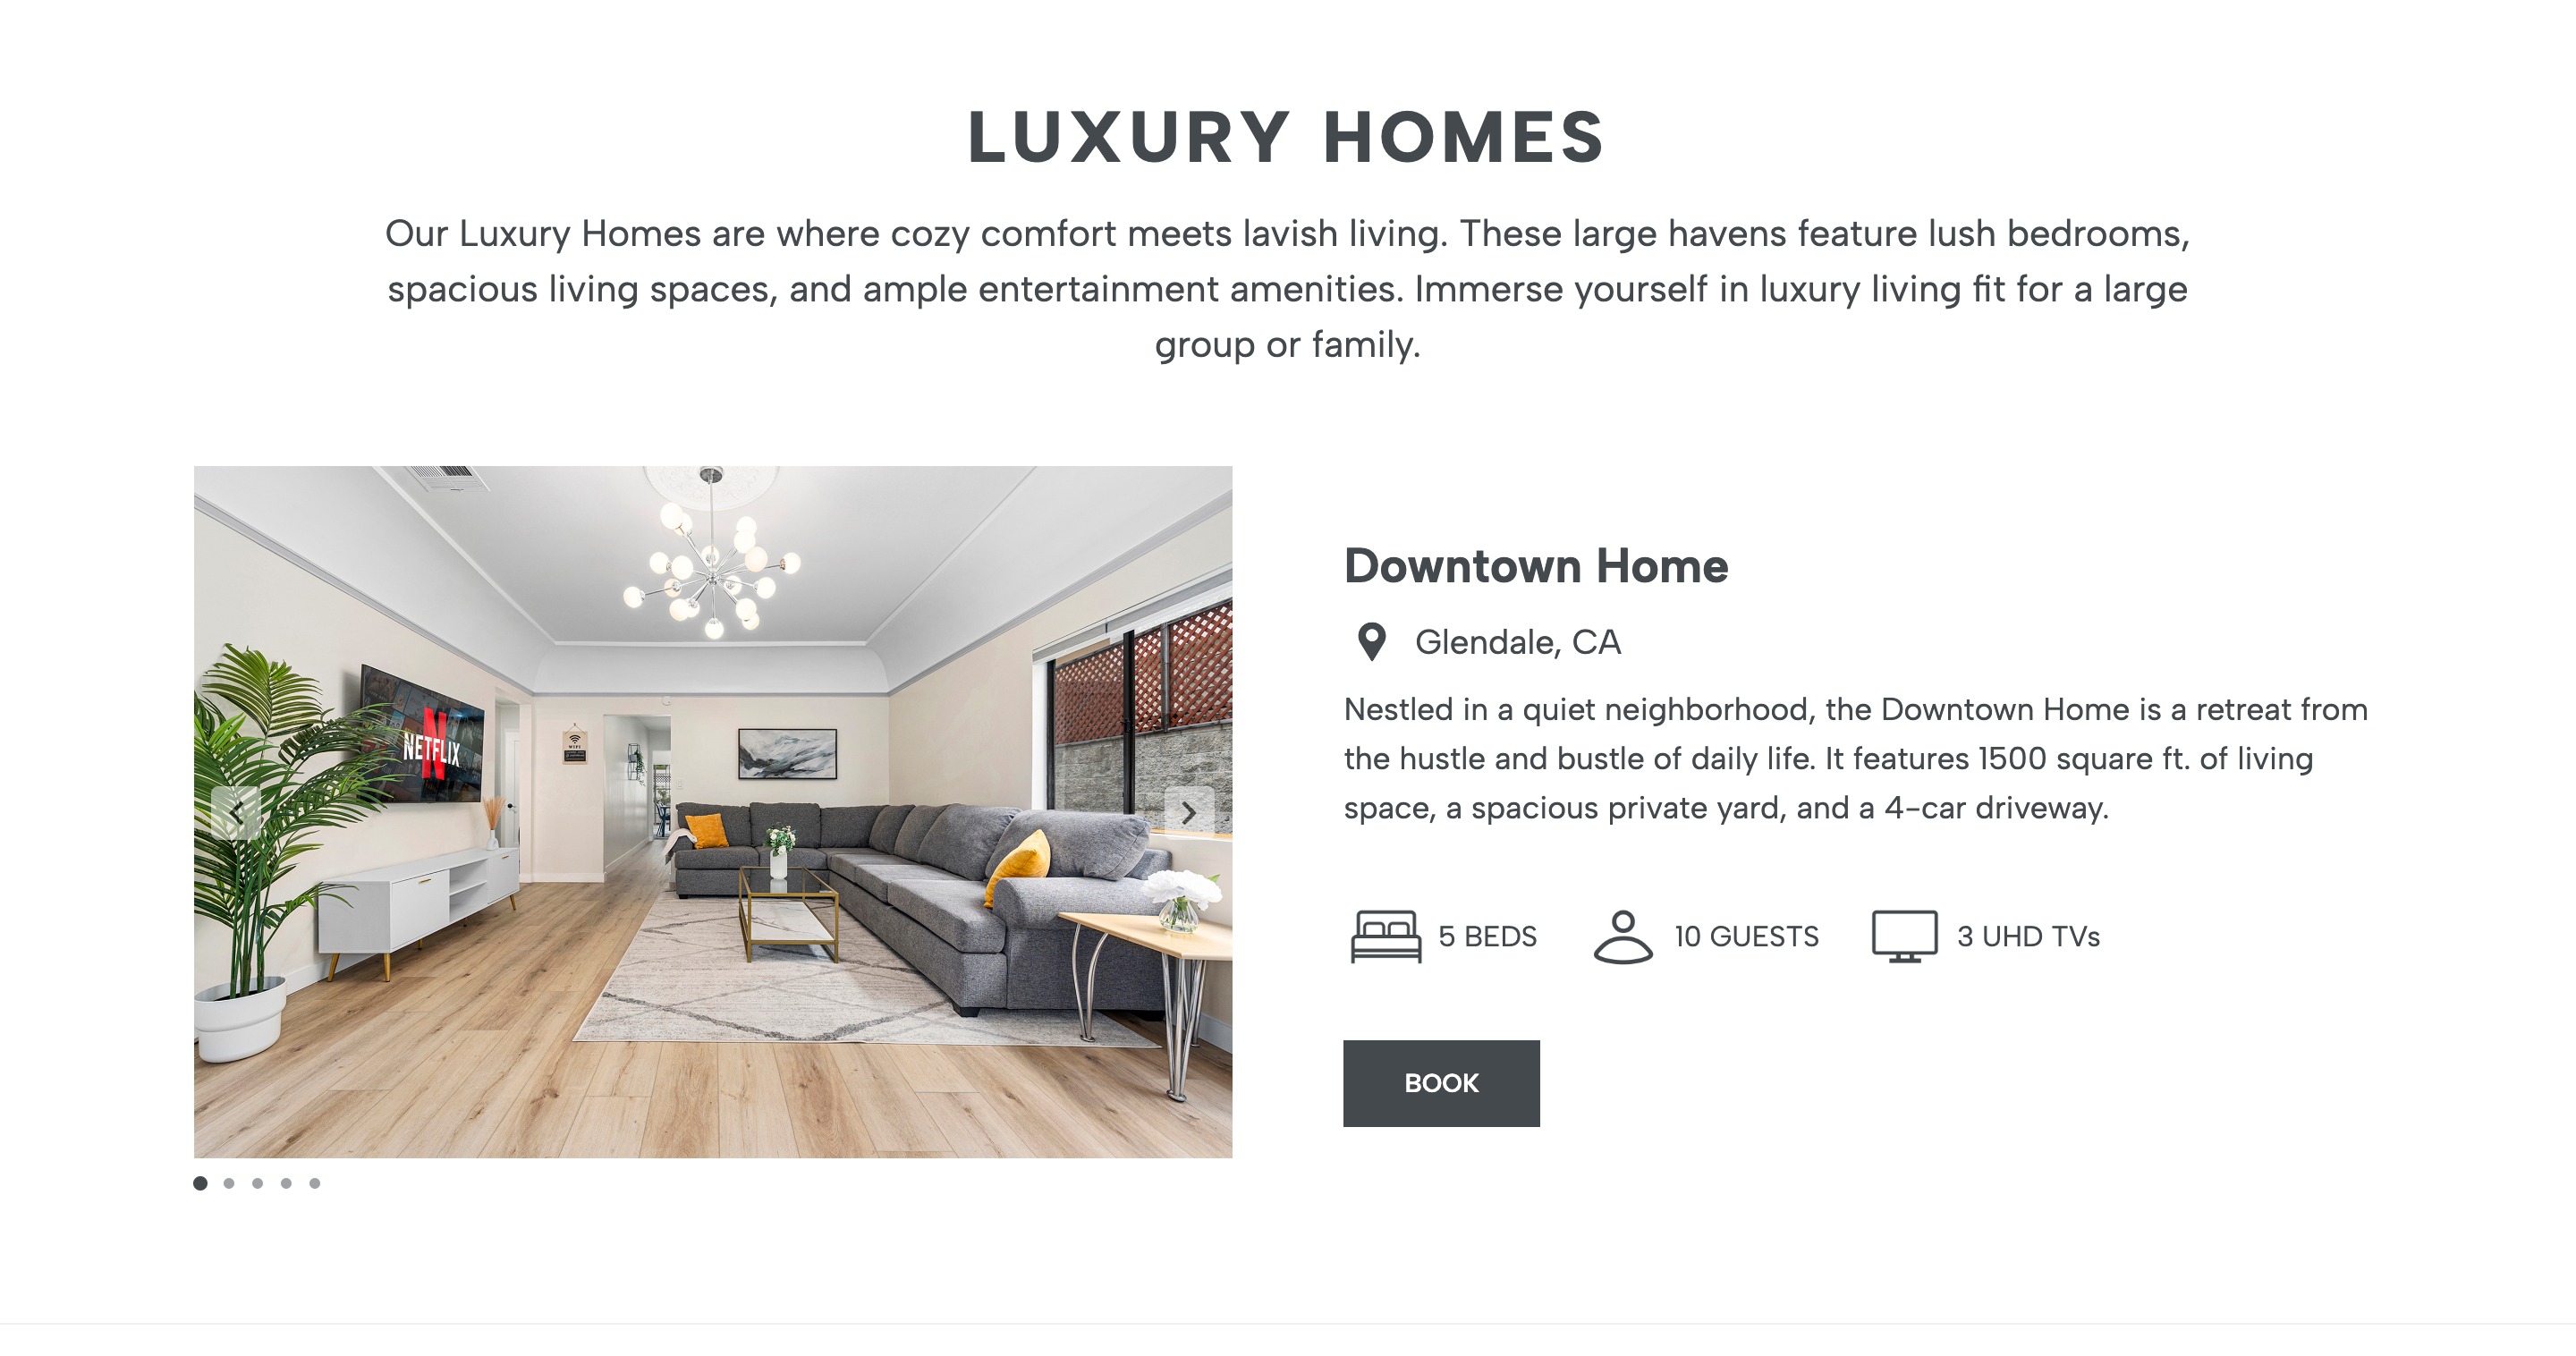 LUXURY HOMES
Our Luxury Homes are where cozy comfort meets lavish living. These large havens feature lush bedrooms,
spacious living spaces, and ample entertainment amenities. Immerse yourself in luxury living fit for a large
group or family.
NETFLIX
Downtown Home
Glendale, CA
Nestled in a quiet neighborhood, the Downtown Home is a retreat from
the hustle and bustle of daily life. It features 1500 square ft. of living
space, a spacious private yard, and a 4-car driveway.
5 BEDS 10 GUESTS 3 UHD TVs
BOOK